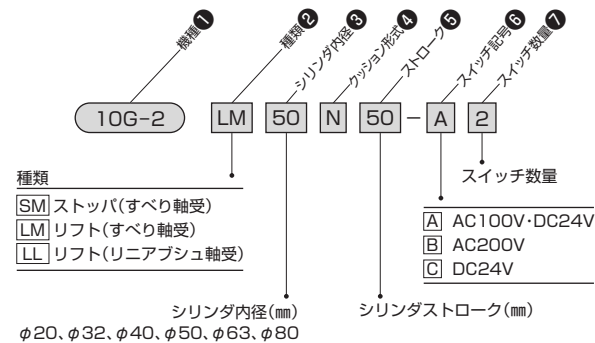 機種❶
種類❷
シリンダ内径❸
クッション形式❹
ストローク❺
スイッチ記号❻
スイッチ数量❼
10G-2 LM 50 N 50 - A 2
種類
SM ストッパ(すべり軸受)
LM リフト(すべり軸受)
LL リフト(リニアブシュ軸受)
スイッチ数量
A AC100V・DC24V
B AC200V
C DC24V
シリンダ内径(㎜)
φ20、φ32、φ40、φ50、φ63、φ80
シリンダストローク(㎜)